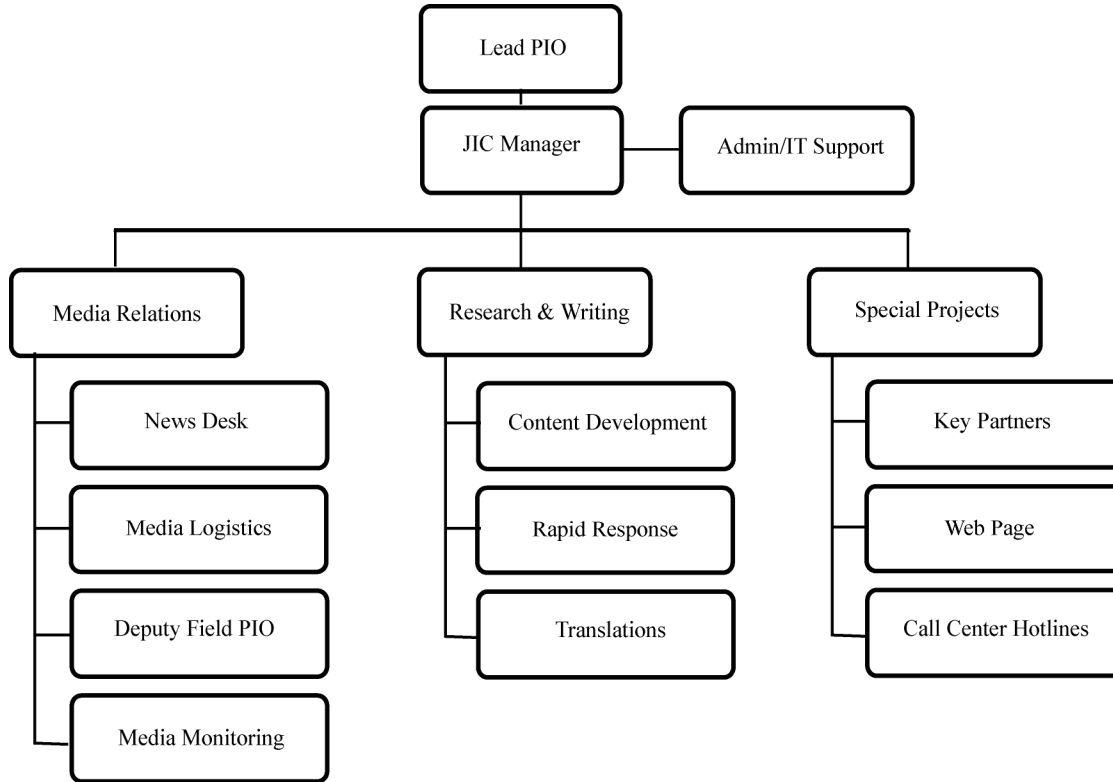 Lead PIO
JIC Manager
Admin/IT Support
Media Relations
Research & Writing
Special Projects
News Desk
Content Development
Key Partners
Media Logistics
Rapid Response
Web Page
Deputy Field PIO
Translations
Call Center Hotlines
Media Monitoring